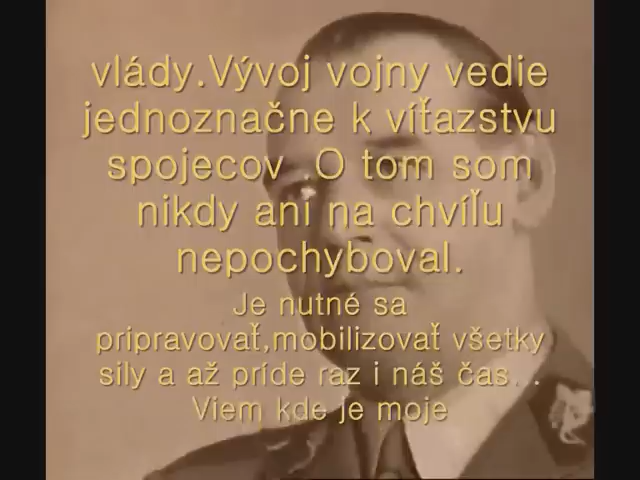 vlády.Vývoj vojny vedie
jednoznačne k víťazstvu
spojecov O tom som
nikdy ani na chvíľu
nepochyboval.
Je nutné sa
pripravovať,mobilizovať všetky
sily a až príde raz i náš čas...
Viem kde je moje